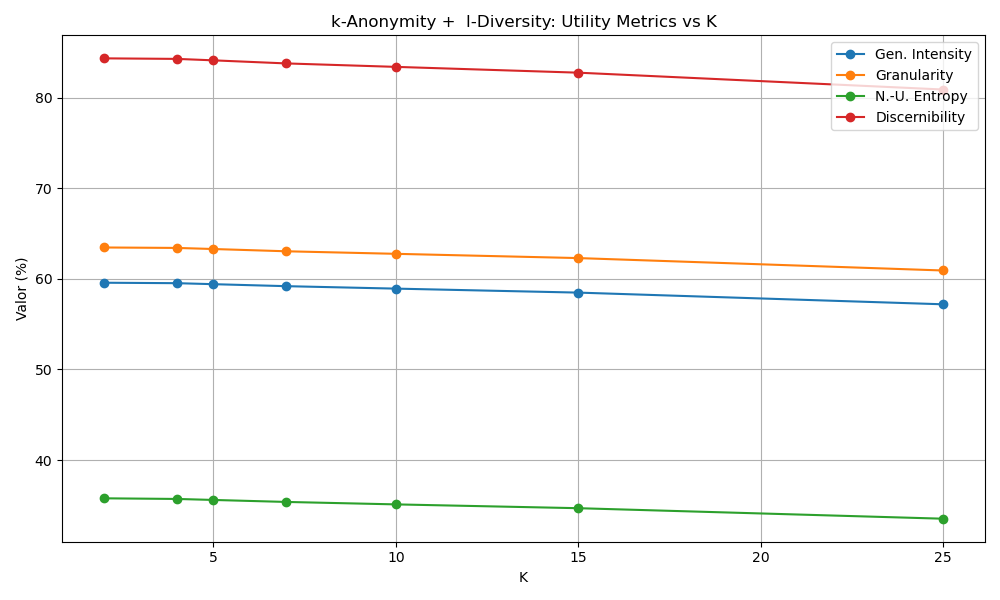 k-Anonymity +  l-Diversity: Utility Metrics vs K
Gen. Intensity
Granularity
N.-U. Entropy
Discernibility
Valor (%)
80
70
60
50
40
5
10
15
20
25
K